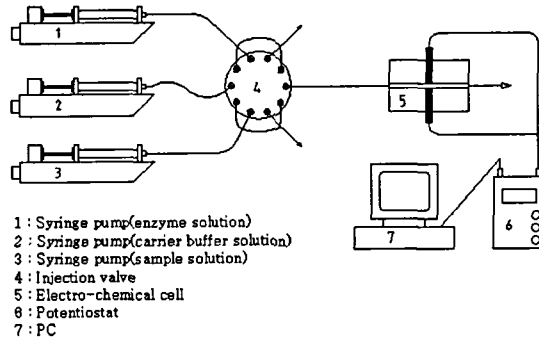 1
2
3
4
5
6
7
1 : Syringe pump(enzyme solution)
2 : Syringe pump(carrier buffer solution)
3 : Syringe pump(sample solution)
4 : Injection valve
5 : Electro-chemical cell
6 : Potentiostat
7 : PC